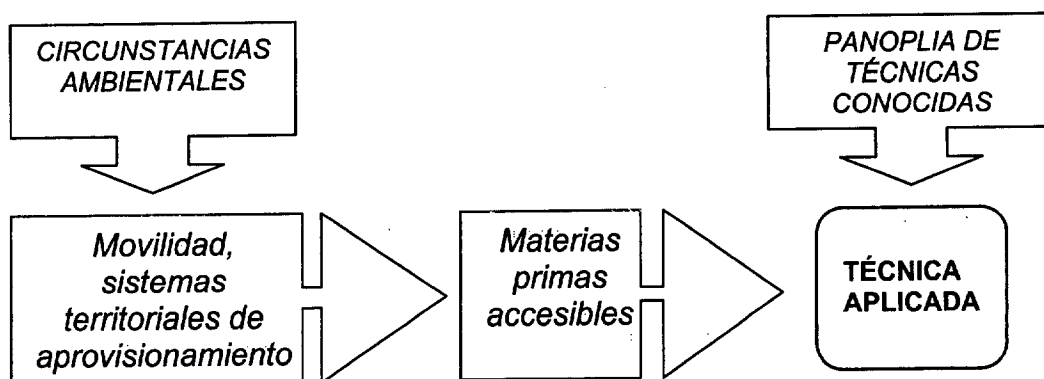 CIRCUNSTANCIAS
AMBIENTALES
PANOPLIA DE
TÉCNICAS
CONOCIDAS
Movilidad,
sistemas
territoriales de
aprovisionamiento
Materias
primas
accesibles
TÉCNICA
APLICADA